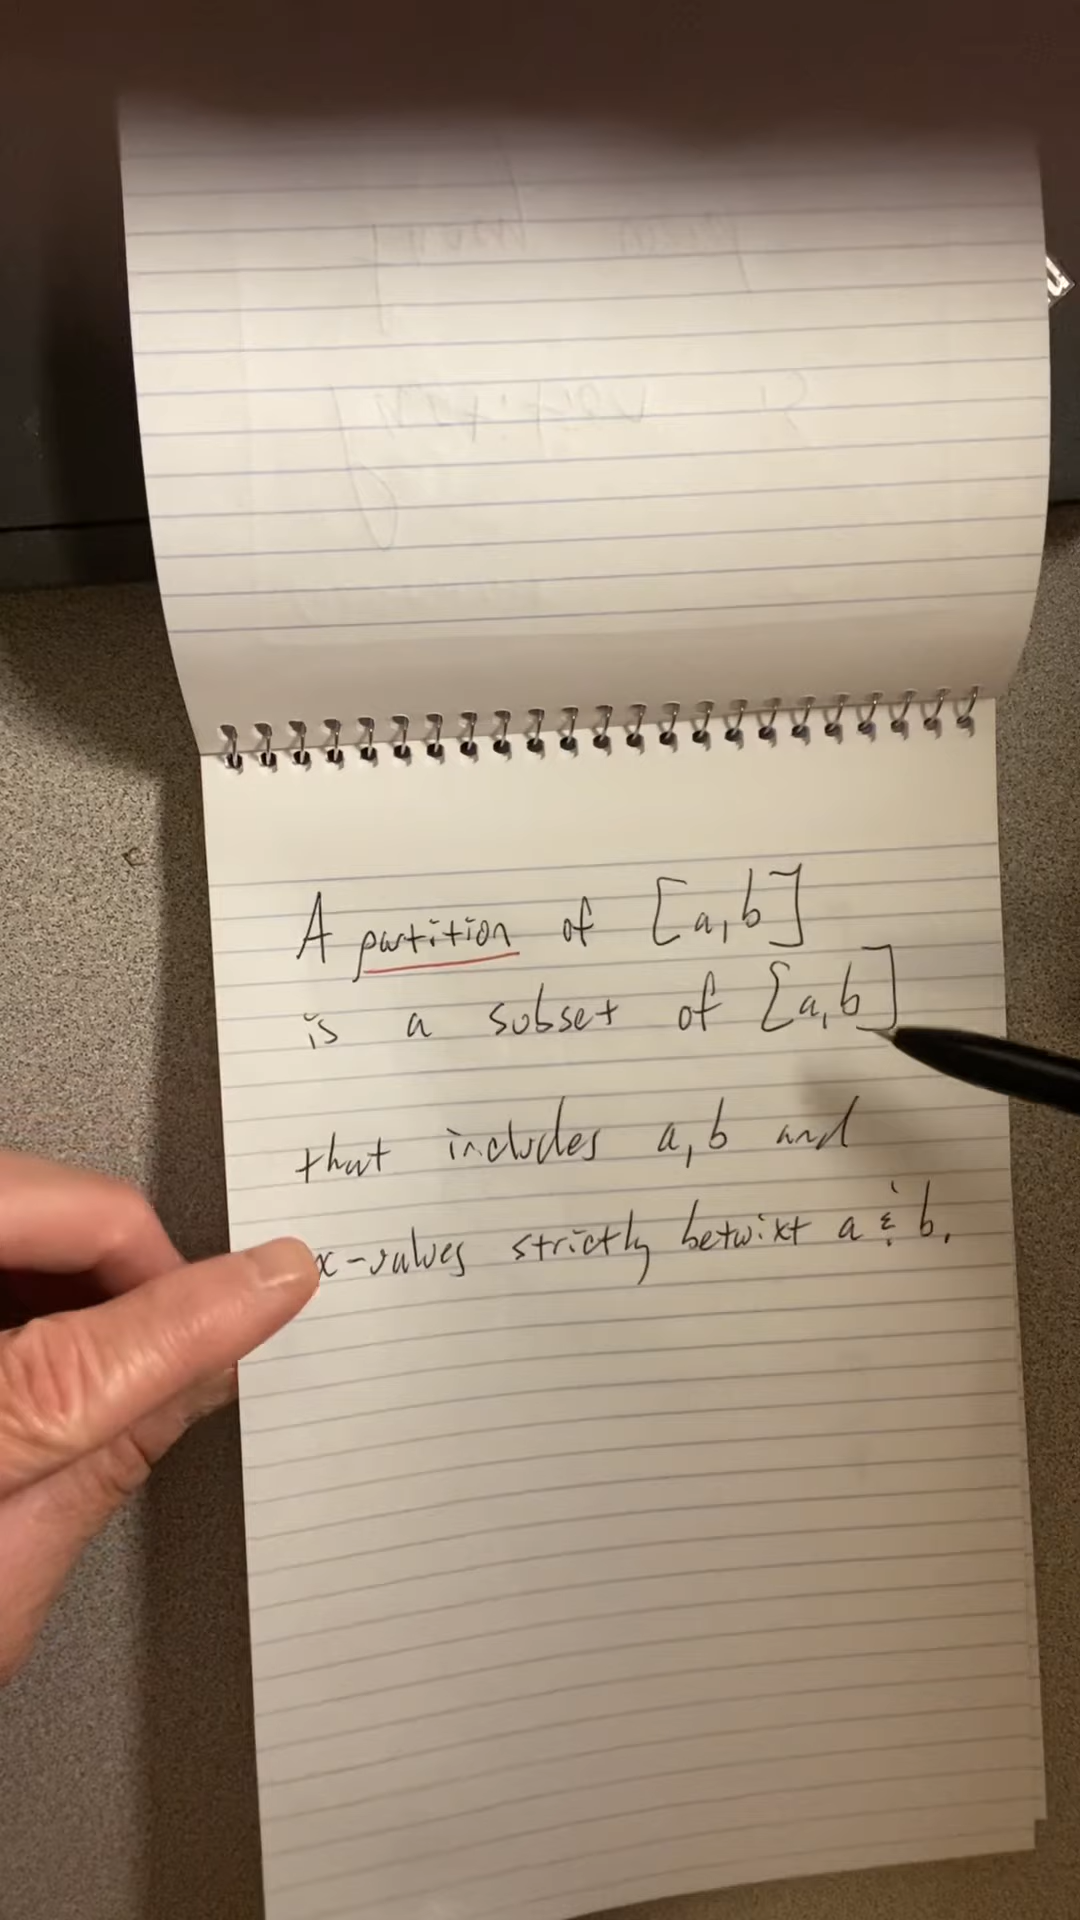 A partition of [a,b]
is a subset of [a,b]
that includes a, b and
x-values strictly betwixt a & b.